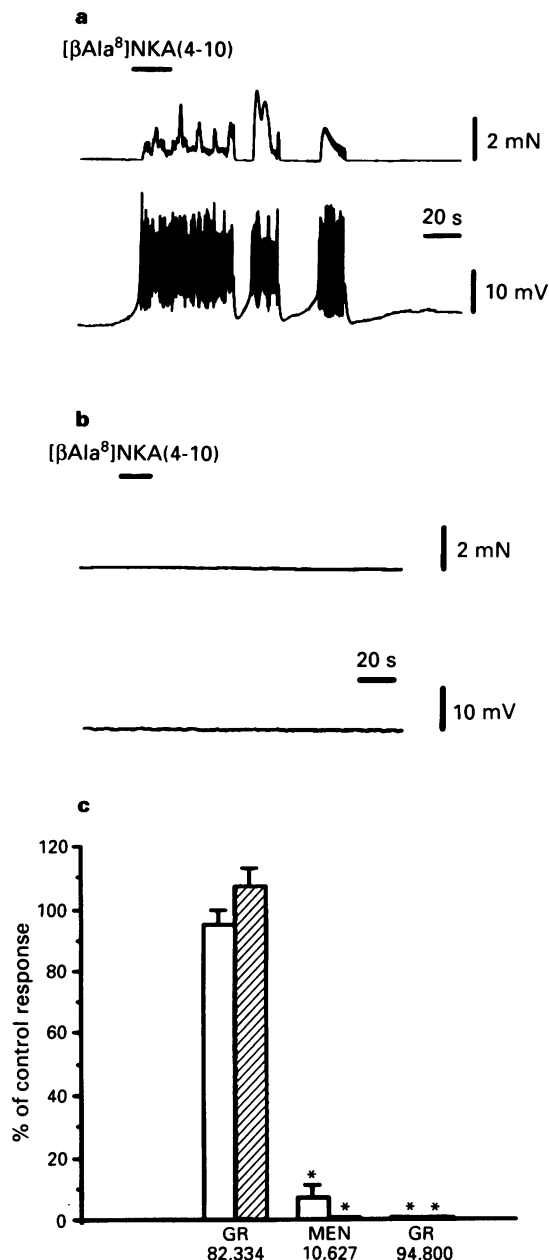 a
[βAla⁸]NKA(4-10)
2 mN
20 s
10 mV
b
[βAla⁸]NKA(4-10)
2 mN
20 s
10 mV
c
120
100
80
60
40
20
0
% of control response
*
*
* *
GR
82,334
MEN
10,627
GR
94,800